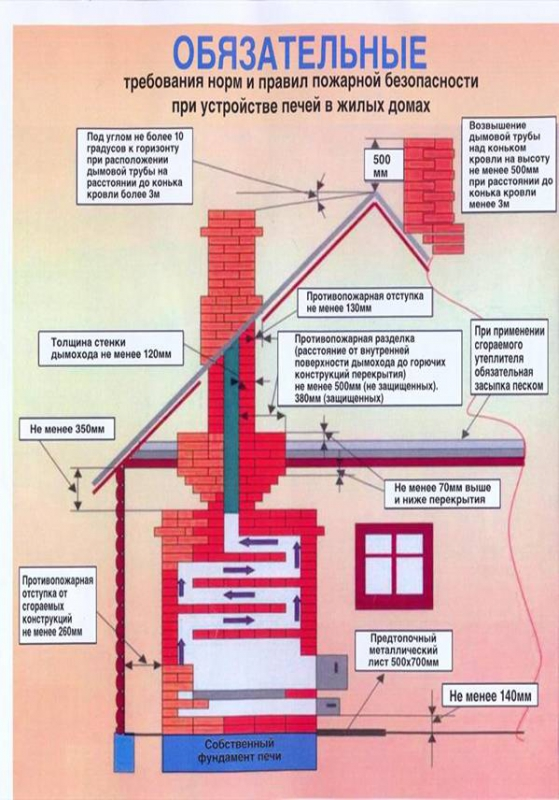 ОБЯЗАТЕЛЬНЫЕ
требования норм и правил пожарной безопасности
при устройстве печей в жилых домах
Под углом не более 10
градусов к горизонту
при расположении
дымовой трубы на
расстоянии до конька
кровли более 3м
500
мм
Возвышение
дымовой трубы
над коньком
кровли на высоту
не менее 500мм
при расстоянии до
конька кровли
менее 3м
Противопожарная отступка
не менее 130мм
Толщина стенки
дымохода не менее 120мм
Противопожарная разделка
(расстояние от внутренней
поверхности дымохода до горючих
конструкций перекрытия)
не менее 500мм (не защищенных).
380мм (защищенных)
При применении
сгораемого
утеплителя
обязательная
засыпка песком
Не менее 350мм
Не менее 70мм выше
и ниже перекрытия
Противопожарная
отступка от
сгораемых
конструкций
не менее 260мм
Предтопочный
металлический
лист 500х700мм
Не менее 140мм
Собственный
фундамент печи